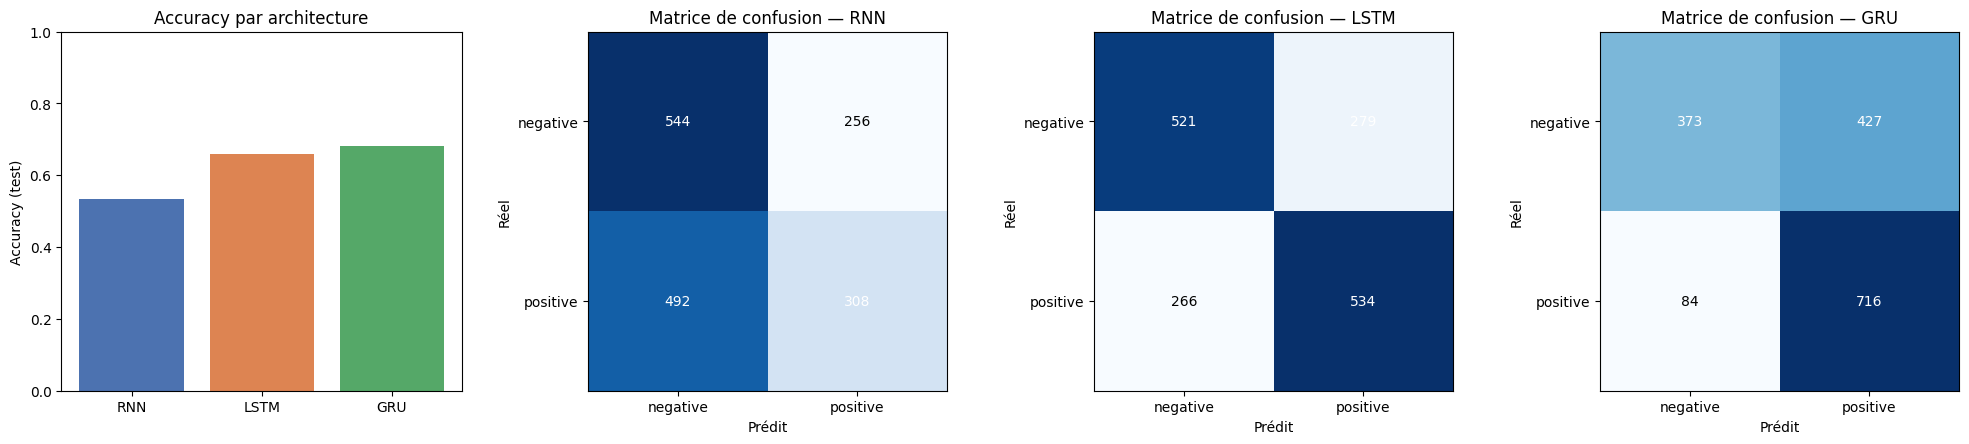 Accuracy par architecture
Accuracy (test)
1.0
0.8
0.6
0.4
0.2
0.0
RNN LSTM GRU
Matrice de confusion — RNN
Réel
negative
positive
544 256
492 308
negative positive
Prédit
Matrice de confusion — LSTM
Réel
negative
positive
521 279
266 534
negative positive
Prédit
Matrice de confusion — GRU
Réel
negative
positive
373 427
84 716
negative positive
Prédit